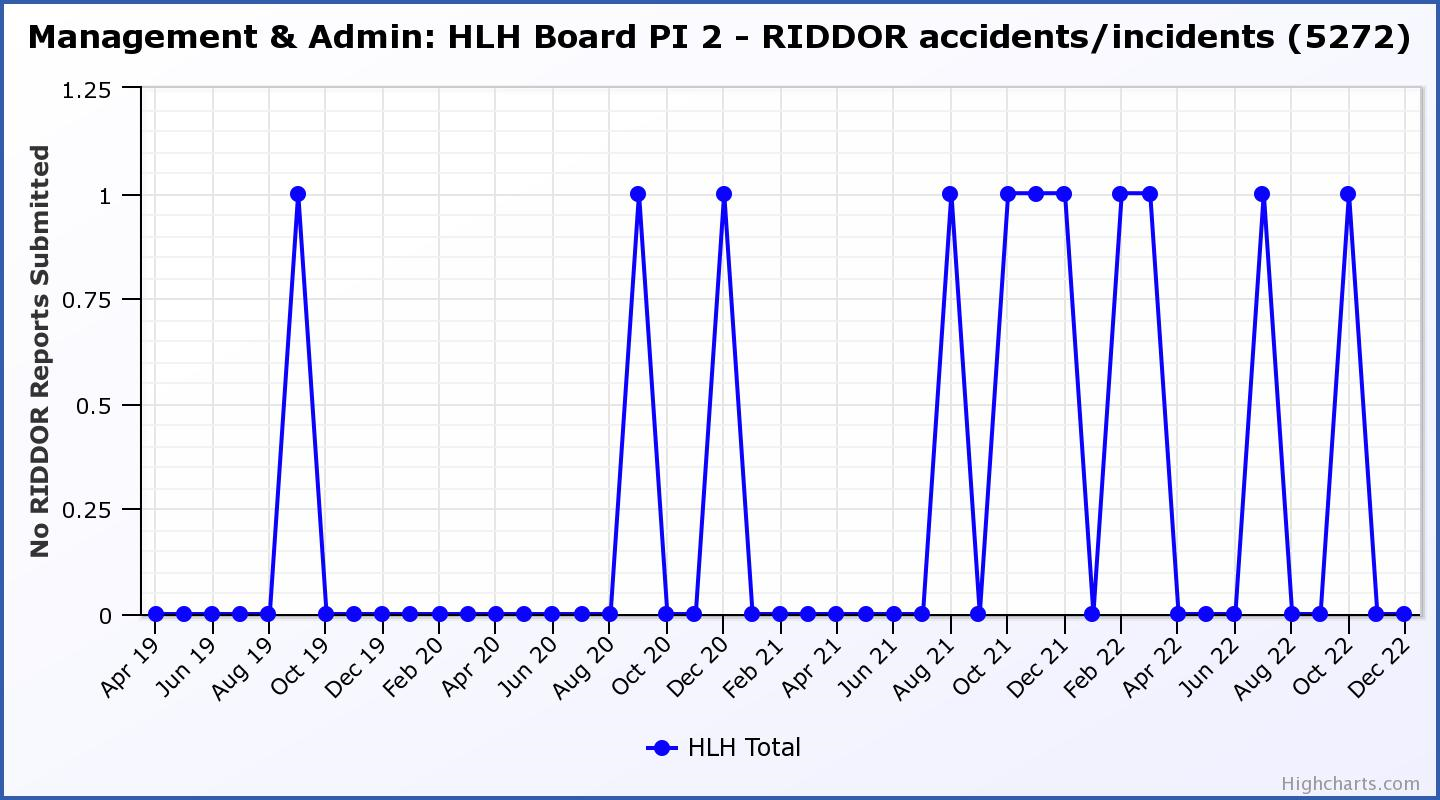 Management & Admin: HLH Board PI 2 - RIDDOR accidents/incidents (5272)
No RIDDOR Reports Submitted
1.25
1
0.75
0.5
0.25
0
Apr 19 Jun 19 Aug 19 Oct 19 Dec 19 Feb 20 Apr 20 Jun 20 Aug 20 Oct 20 Dec 20 Feb 21 Apr 21 Jun 21 Aug 21 Oct 21 Dec 21 Feb 22 Apr 22 Jun 22 Aug 22 Oct 22 Dec 22
HLH Total
Highcharts.com